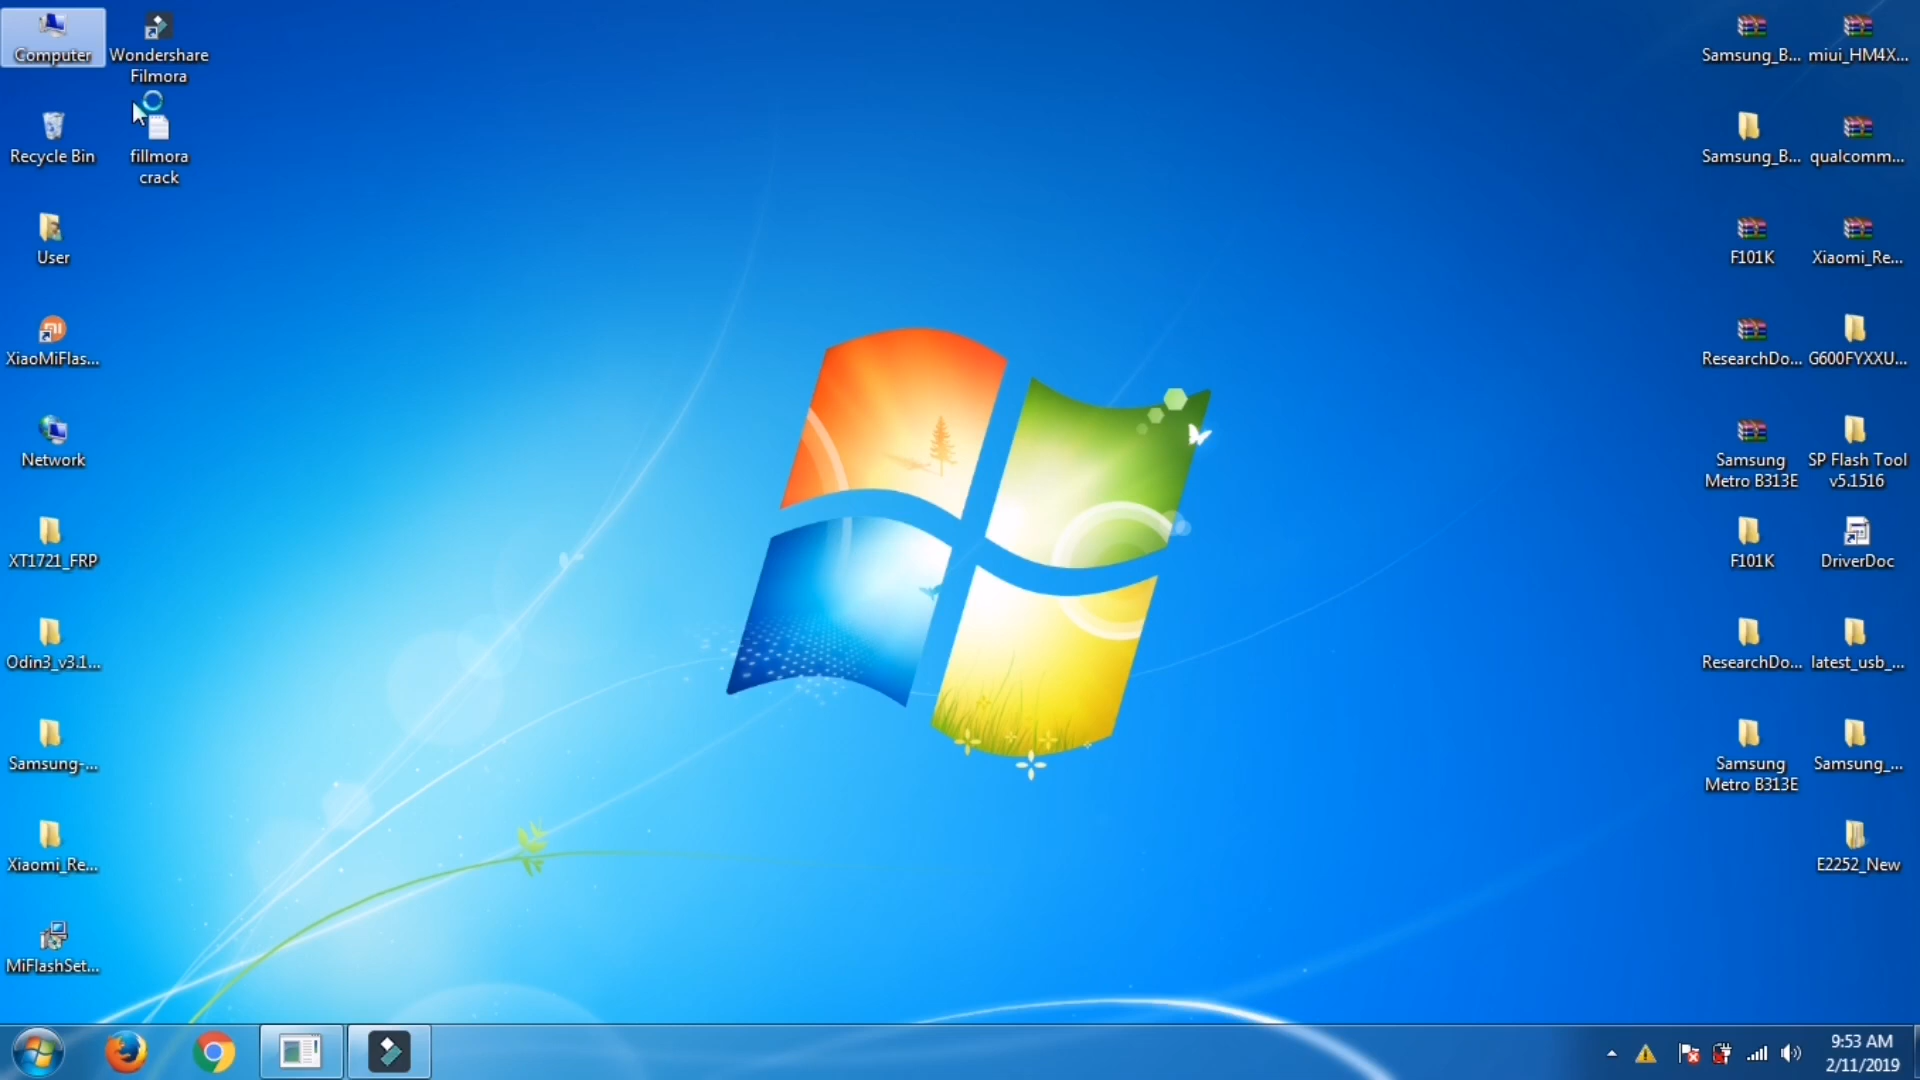 Computer
Wondershare
Filmora
Recycle Bin
fillmora
crack
User
XiaoMiFlas...
Network
XT1721_FRP
Odin3_v3.1...
Samsung-...
Xiaomi_Re...
MiFlashSet...
Samsung_B...
miui_HM4X...
Samsung_B...
qualcomm...
F101K
Xiaomi_Re...
ResearchDo...
G600FYXXU...
Samsung
Metro B313E
SP Flash Tool
v5.1516
F101K
DriverDoc
ResearchDo...
latest_usb_...
Samsung
Metro B313E
Samsung_...
E2252_New
9:53 AM
2/11/2019